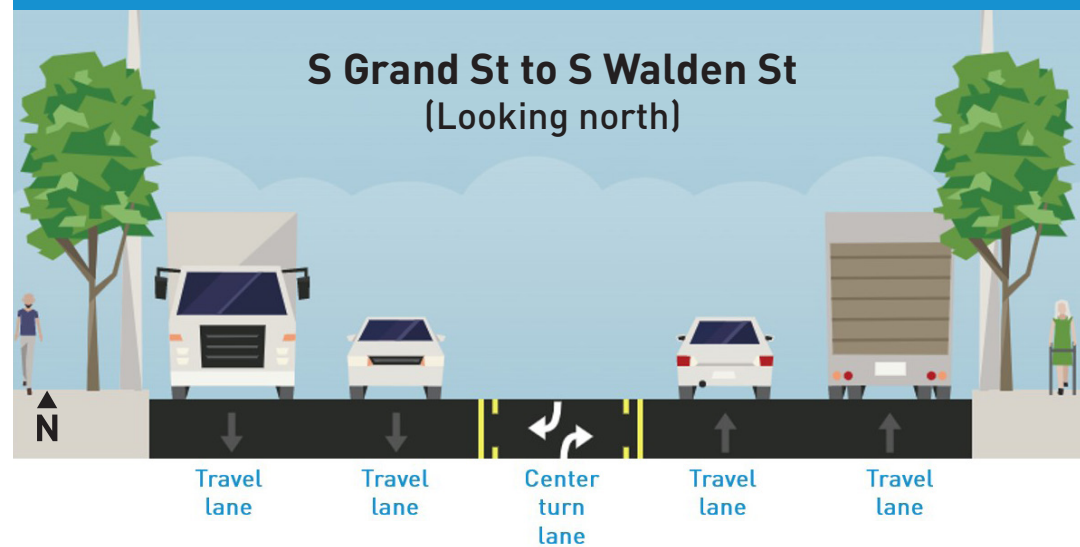 S Grand St to S Walden St
(Looking north)
N
Travel
lane
Travel
lane
Center
turn
lane
Travel
lane
Travel
lane